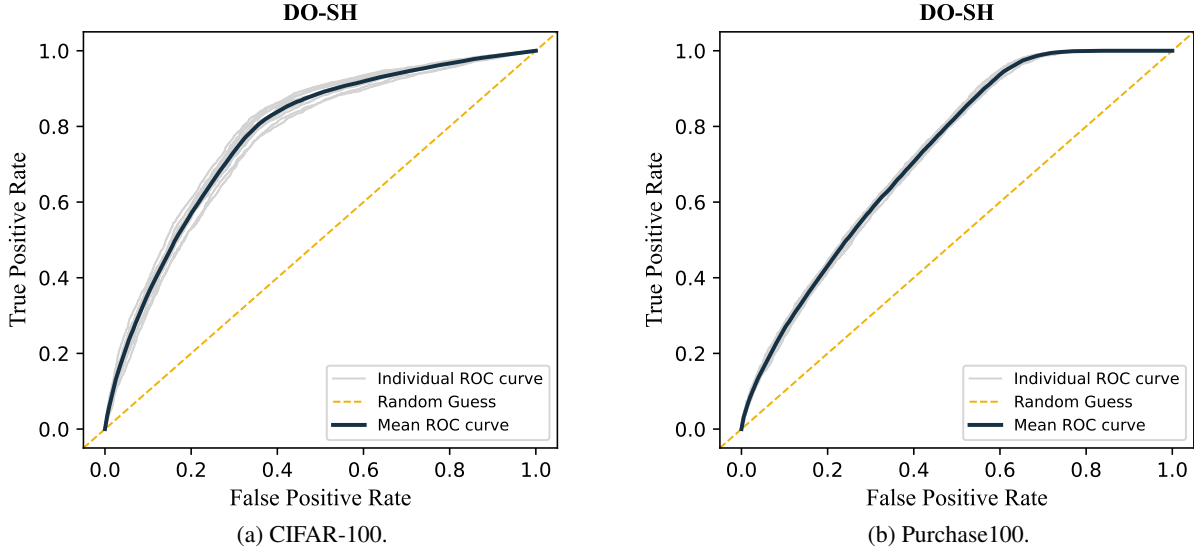 DO-SH
1.0
0.8
0.6
0.4
0.2
0.0
True Positive Rate
Individual ROC curve
Random Guess
Mean ROC curve
0.0 0.2 0.4 0.6 0.8 1.0
False Positive Rate
(a) CIFAR-100.
DO-SH
1.0
0.8
0.6
0.4
0.2
0.0
True Positive Rate
Individual ROC curve
Random Guess
Mean ROC curve
0.0 0.2 0.4 0.6 0.8 1.0
False Positive Rate
(b) Purchase100.